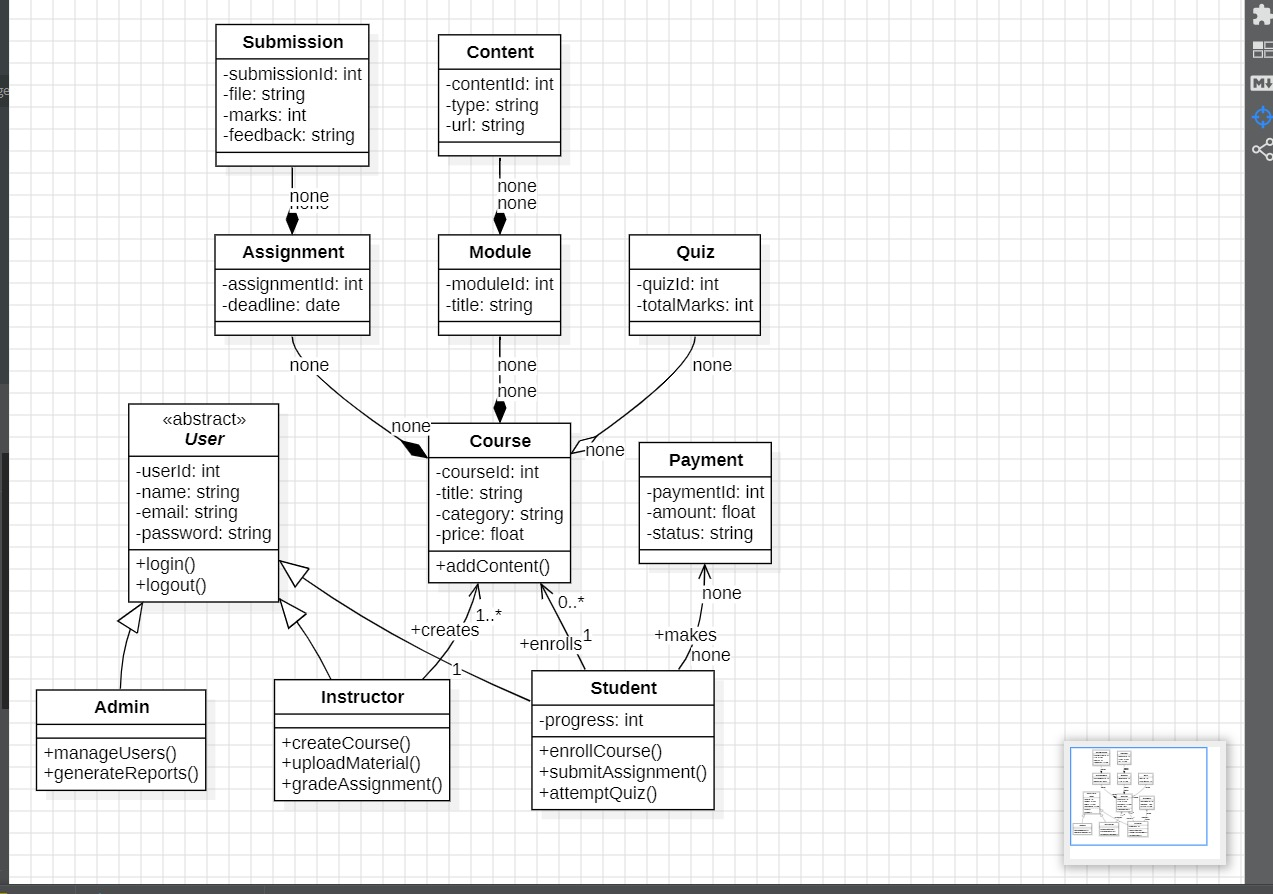 Submission
-submissionId: int
-file: string
-marks: int
-feedback: string
Content
-contentId: int
-type: string
-url: string
none
none
none
none
Assignment
-assignmentId: int
-deadline: date
Module
-moduleId: int
-title: string
Quiz
-quizId: int
-totalMarks: int
none
none
none
none
none
none
«abstract»
User
-userId: int
-name: string
-email: string
-password: string
+login()
+logout()
Course
-courseId: int
-title: string
-category: string
-price: float
+addContent()
Payment
-paymentId: int
-amount: float
-status: string
1..*
+creates
1
0..*
+enrolls
1
none
+makes
none
Admin
+manageUsers()
+generateReports()
Instructor
+createCourse()
+uploadMaterial()
+gradeAssignment()
Student
-progress: int
+enrollCourse()
+submitAssignment()
+attemptQuiz()